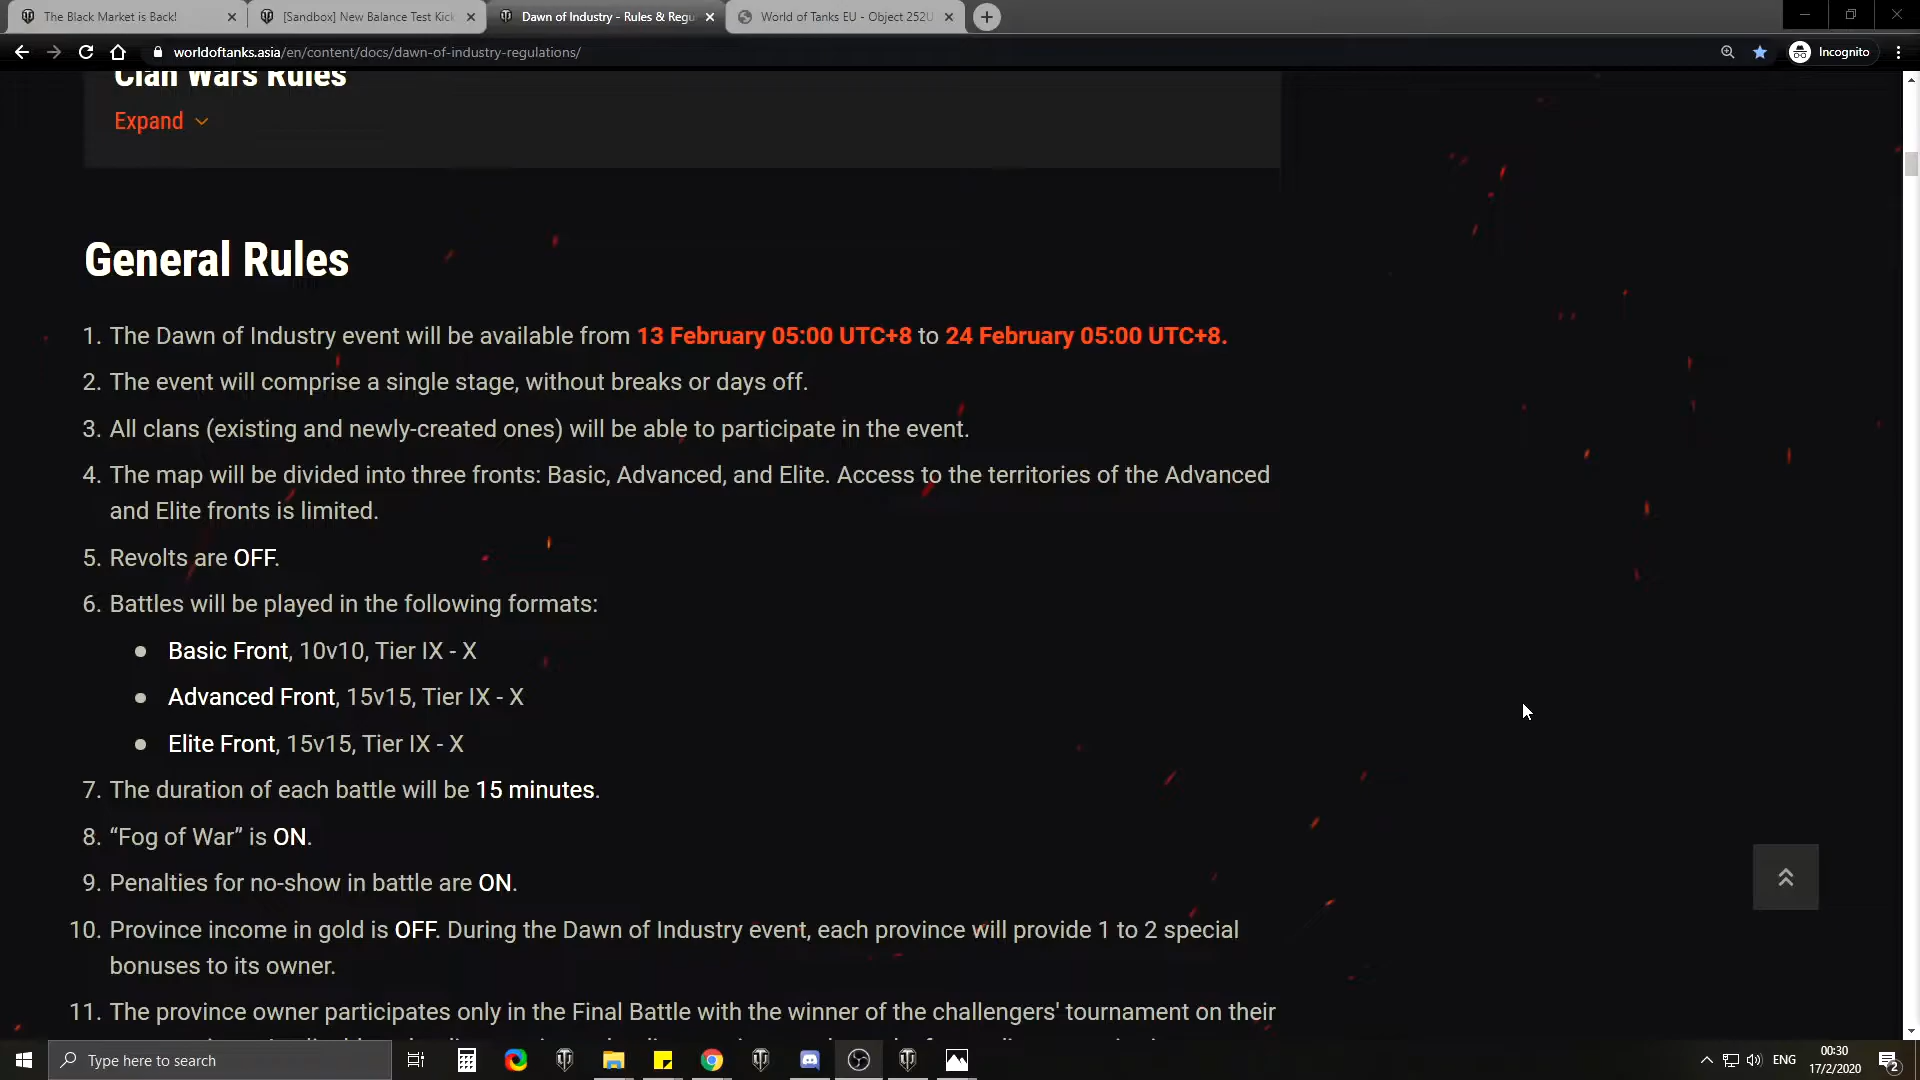 The Black Market is Back!
[Sandbox] New Balance Test Kick
Dawn of Industry - Rules & Regu
World of Tanks EU - Object 252U
worldoftanks.asia/en/content/docs/dawn-of-industry-regulations/
Incognito
Clan Wars Rules
Expand
General Rules
1. The Dawn of Industry event will be available from 13 February 05:00 UTC+8 to 24 February 05:00 UTC+8.
2. The event will comprise a single stage, without breaks or days off.
3. All clans (existing and newly-created ones) will be able to participate in the event.
4. The map will be divided into three fronts: Basic, Advanced, and Elite. Access to the territories of the Advanced
and Elite fronts is limited.
5. Revolts are OFF.
6. Battles will be played in the following formats:
● Basic Front, 10v10, Tier IX - X
● Advanced Front, 15v15, Tier IX - X
● Elite Front, 15v15, Tier IX - X
7. The duration of each battle will be 15 minutes.
8. “Fog of War” is ON.
9. Penalties for no-show in battle are ON.
10. Province income in gold is OFF. During the Dawn of Industry event, each province will provide 1 to 2 special
bonuses to its owner.
11. The province owner participates only in the Final Battle with the winner of the challengers' tournament on their
Type here to search
ENG
00:30
17/2/2020
2